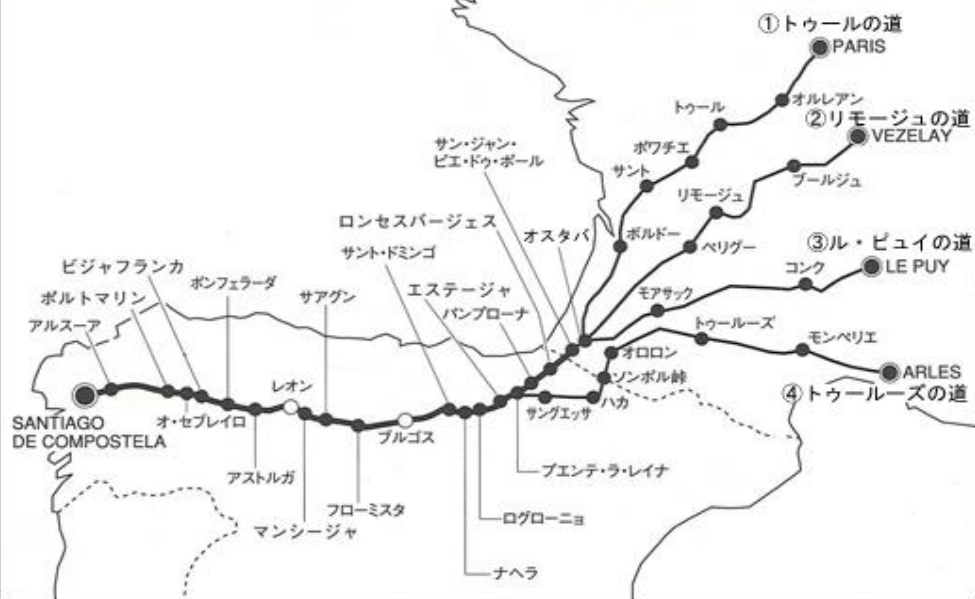 ①トゥールの道
PARIS
オルレアン
トゥール
②リモージュの道
VEZELAY
ポワチエ
サン・ジャン・
ピエ・ドゥ・ポール
サント
ブールジュ
リモージュ
ロンセスバージェス
オスタバ
ボルドー
ペリグー
③ル・ピュイの道
LE PUY
コンク
サント・ドミンゴ
ビジャフランカ
ポンフェラーダ
サアグン
エステージャ
モアサック
ポルトマリン
パンプローナ
トゥールーズ
アルスーア
モンペリエ
オロロン
ARLES
ソンポル峠
④トゥールーズの道
レオン
ハカ
サングエッサ
SANTIAGO
DE COMPOSTELA
オ・セブレイロ
ブルゴス
アストルガ
プエンテ・ラ・レイナ
フローミスタ
ログローニョ
マンシージャ
ナヘラ